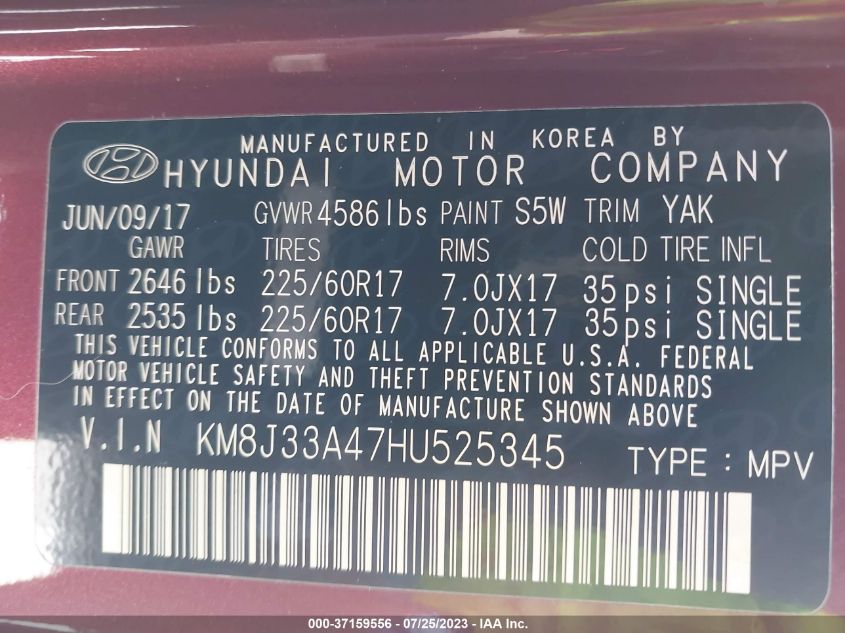 MANUFACTURED IN KOREA BY
HYUNDAI MOTOR COMPANY
JUN/09/17 GVWR 4586 lbs PAINT S5W TRIM YAK
GAWR TIRES RIMS COLD TIRE INFL
FRONT 2646 lbs 225/60R17 7.0JX17 35psi SINGLE
REAR 2535 lbs 225/60R17 7.0JX17 35psi SINGLE
THIS VEHICLE CONFORMS TO ALL APPLICABLE U.S.A. FEDERAL
MOTOR VEHICLE SAFETY AND THEFT PREVENTION STANDARDS
IN EFFECT ON THE DATE OF MANUFACTURE SHOWN ABOVE
V.I.N KM8J33A47HU525345 TYPE : MPV
000-37159556 - 07/25/2023 - IAA Inc.